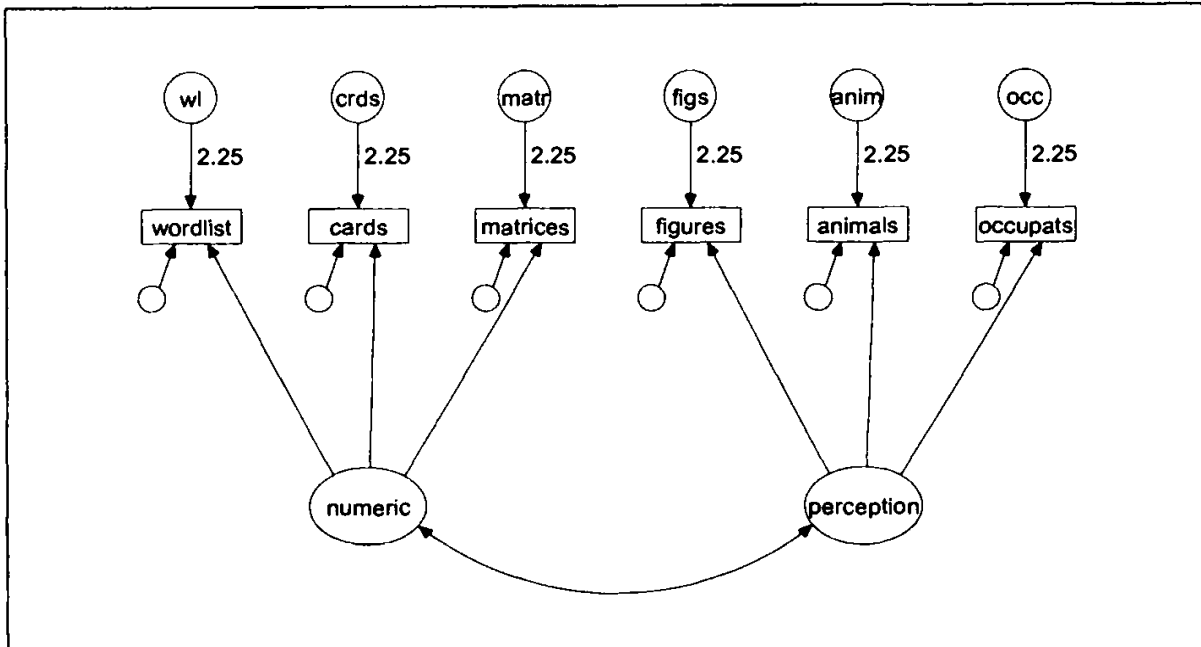 wl crds matr figs anim occ
2.25 2.25 2.25 2.25 2.25 2.25
wordlist cards matrices figures animals occupats
numeric perception